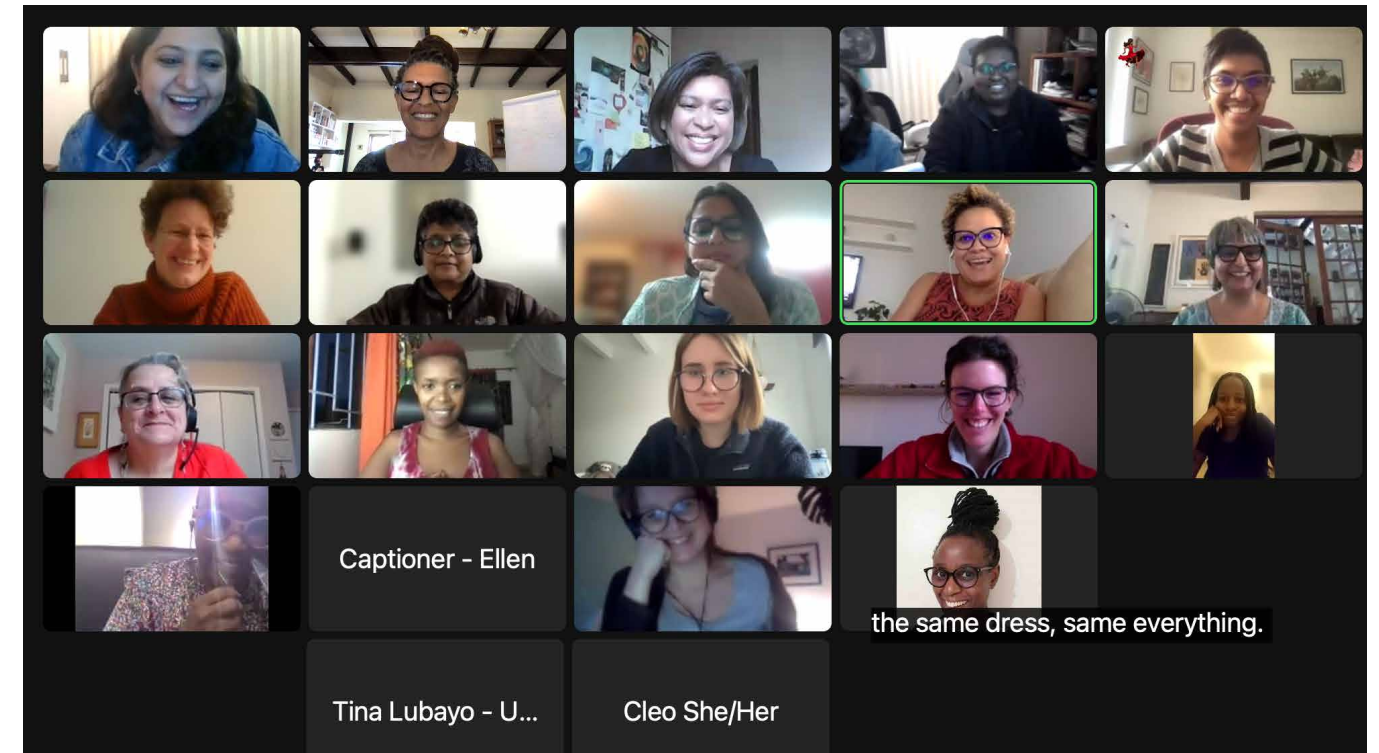 Captioner - Ellen
the same dress, same everything.
Tina Lubayo - U...
Cleo She/Her